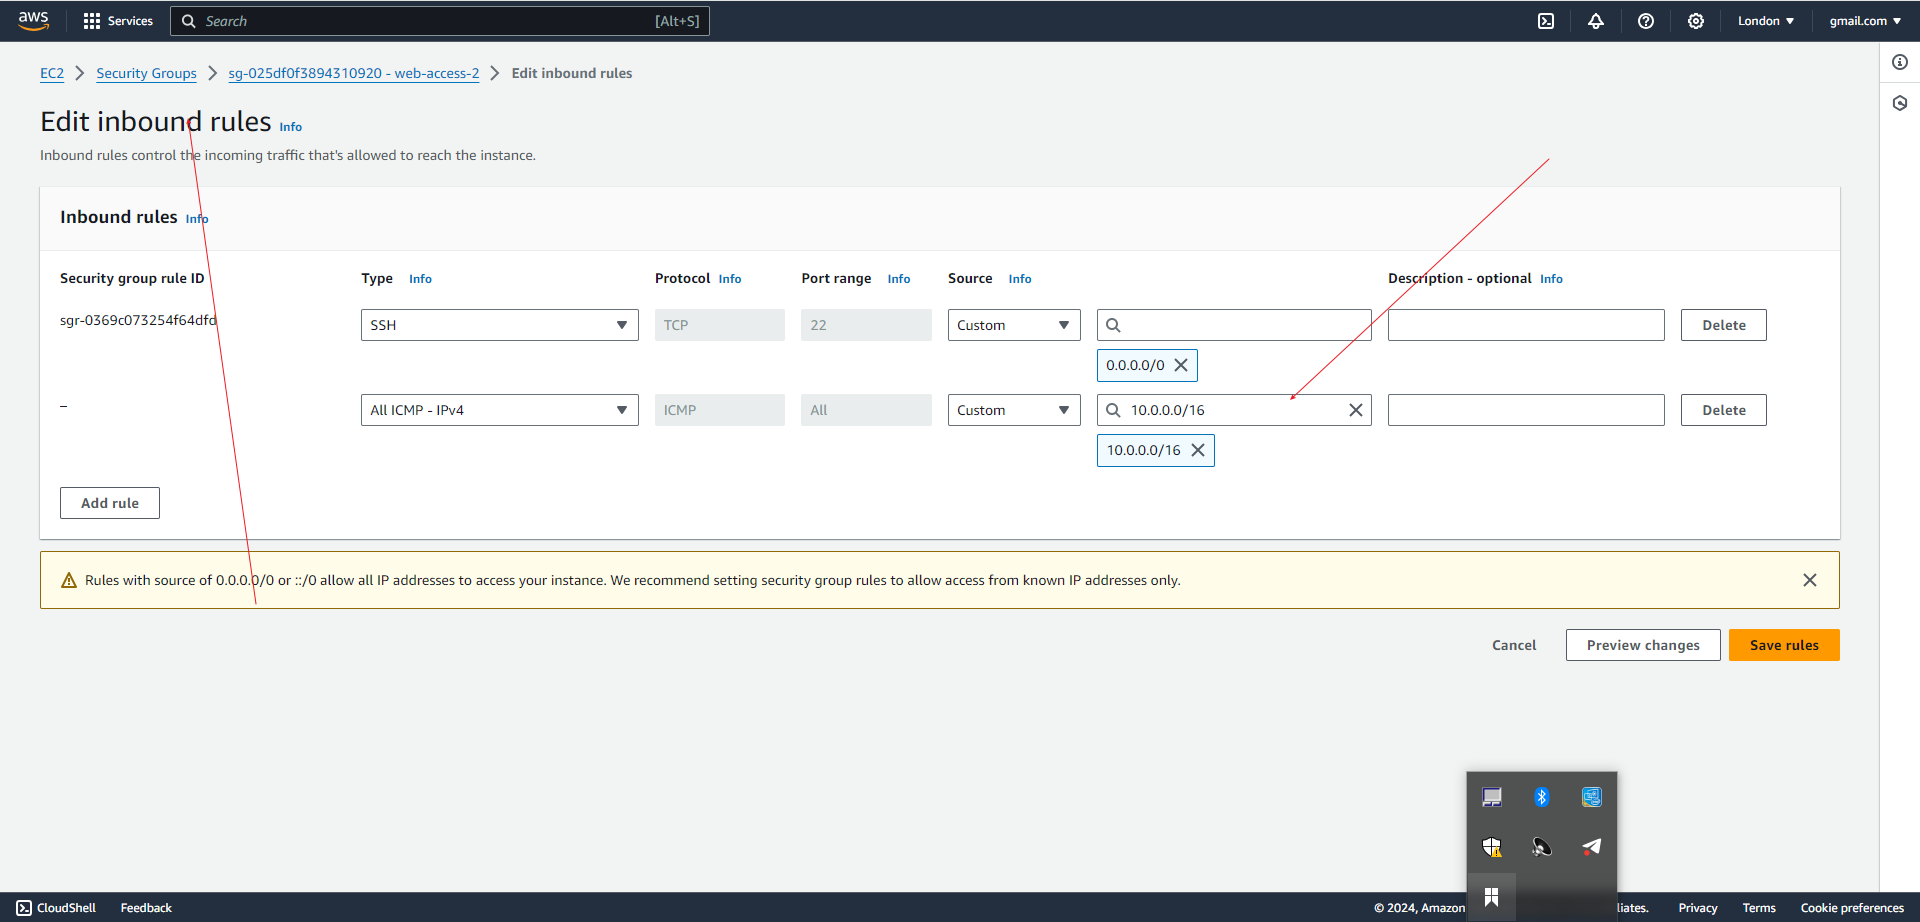 aws Services Search [Alt+S] London gmail.com
EC2 Security Groups sg-025df0f3894310920 - web-access-2 Edit inbound rules
Edit inbound rules Info
Inbound rules control the incoming traffic that's allowed to reach the instance.
Inbound rules Info
Security group rule ID Type Info Protocol Info Port range Info Source Info Description - optional Info
sgr-0369c073254f64dfd SSH TCP 22 Custom Delete
0.0.0.0/0
– All ICMP - IPv4 ICMP All Custom 10.0.0.0/16 Delete
10.0.0.0/16
Add rule
Rules with source of 0.0.0.0/0 or ::/0 allow all IP addresses to access your instance. We recommend setting security group rules to allow access from known IP addresses only.
Cancel Preview changes Save rules
CloudShell Feedback © 2024, Amazon liates. Privacy Terms Cookie preferences